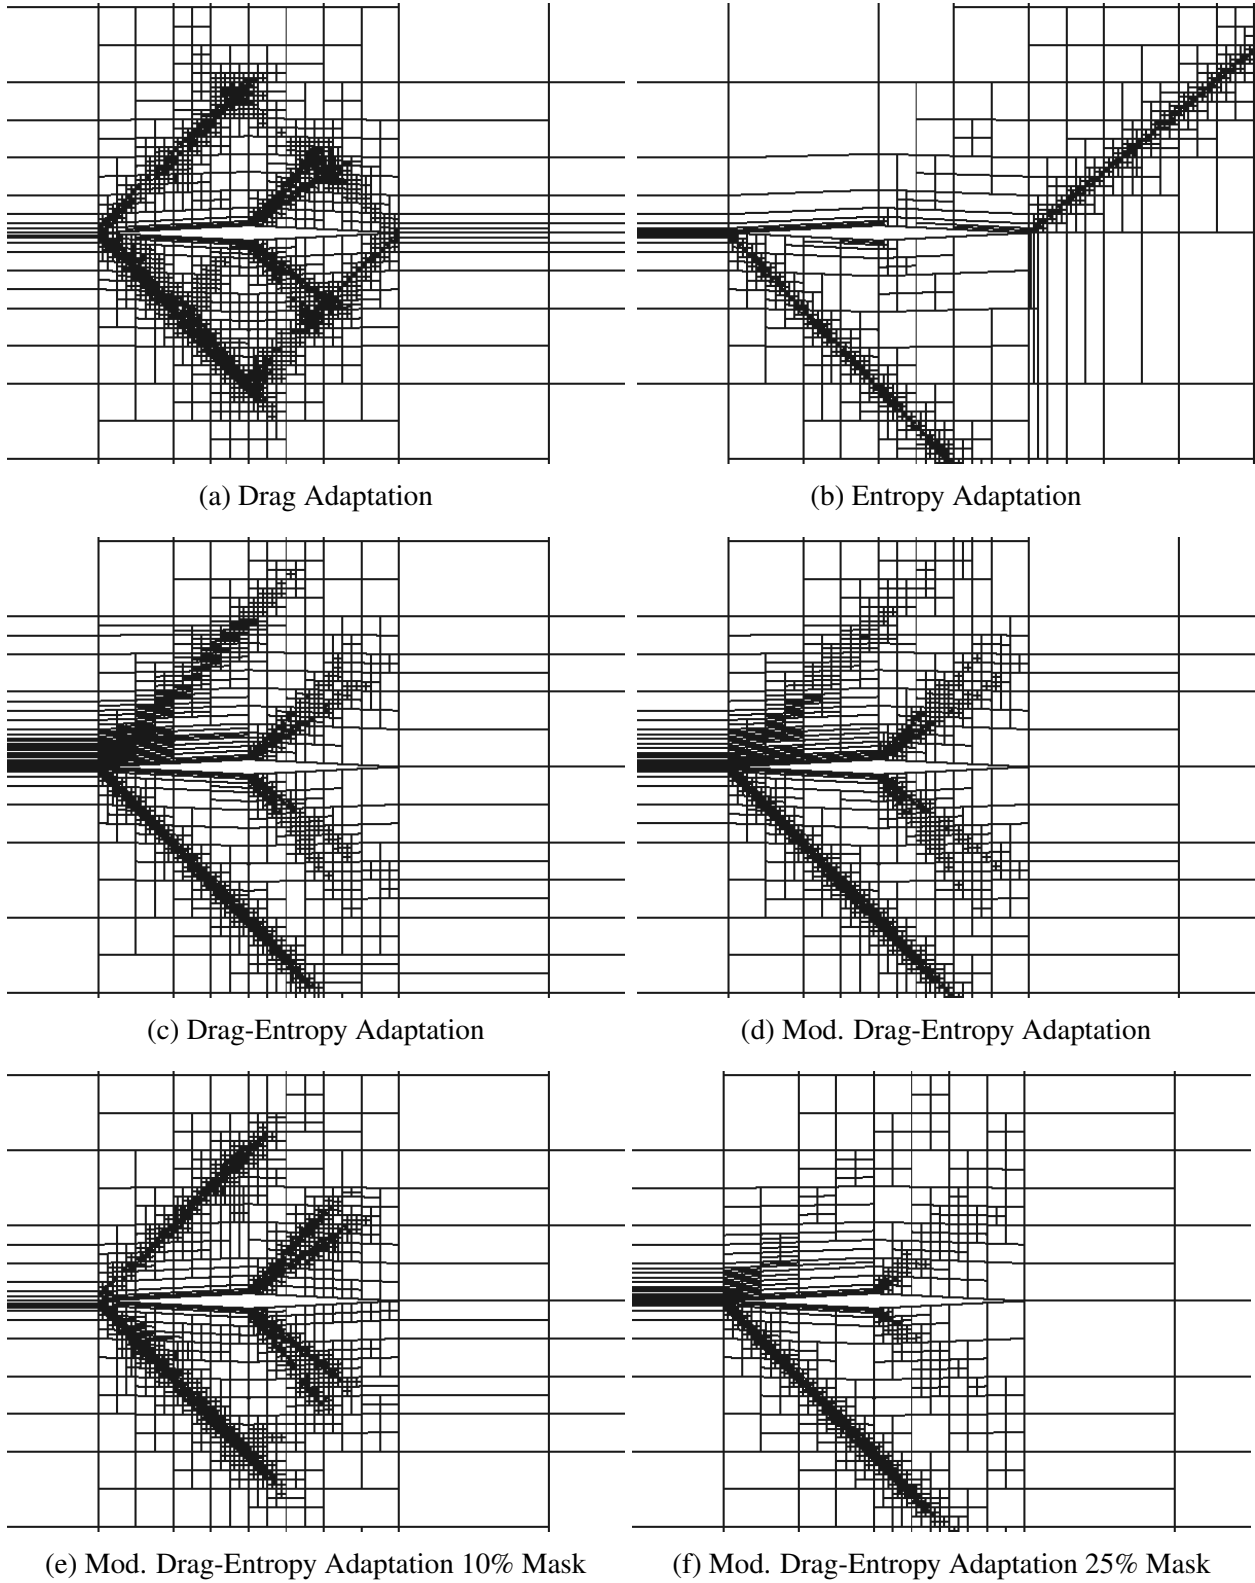 (a) Drag Adaptation
(b) Entropy Adaptation
(c) Drag-Entropy Adaptation
(d) Mod. Drag-Entropy Adaptation
(e) Mod. Drag-Entropy Adaptation 10% Mask
(f) Mod. Drag-Entropy Adaptation 25% Mask